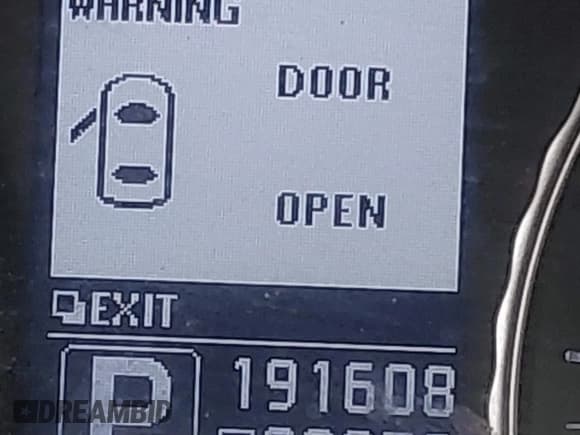 WARNING
DOOR
OPEN
EXIT
P 191608
DREAMBID